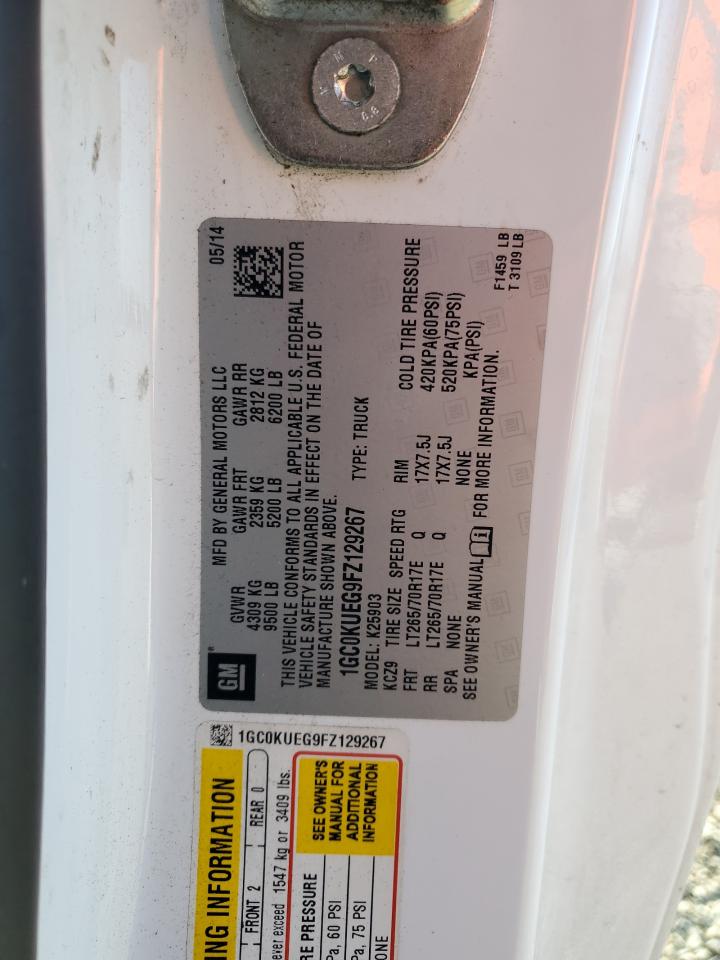 MFD BY GENERAL MOTORS LLC 05/14
GVWR GAWR FRT GAWR RR
4309 KG 2359 KG 2812 KG
9500 LB 5200 LB 6200 LB
THIS VEHICLE CONFORMS TO ALL APPLICABLE U.S. FEDERAL MOTOR
VEHICLE SAFETY STANDARDS IN EFFECT ON THE DATE OF
MANUFACTURE SHOWN ABOVE.
GM
1GC0KUEG9FZ129267 TYPE: TRUCK
MODEL: K25903
KCZ9 TIRE SIZE SPEED RTG RIM COLD TIRE PRESSURE
FRT LT265/70R17E Q 17X7.5J 420KPA(60PSI)
RR LT265/70R17E Q 17X7.5J 520KPA(75PSI)
SPA NONE NONE KPA(PSI)
SEE OWNER'S MANUAL FOR MORE INFORMATION.
F1459 LB
T 3109 LB
1GC0KUEG9FZ129267
ING INFORMATION
FRONT 2 REAR 0
ever exceed 1547 kg or 3409 lbs.
RE PRESSURE
Pa, 60 PSI
Pa, 75 PSI
ONE
SEE OWNER'S
MANUAL FOR
ADDITIONAL
INFORMATION
8.8